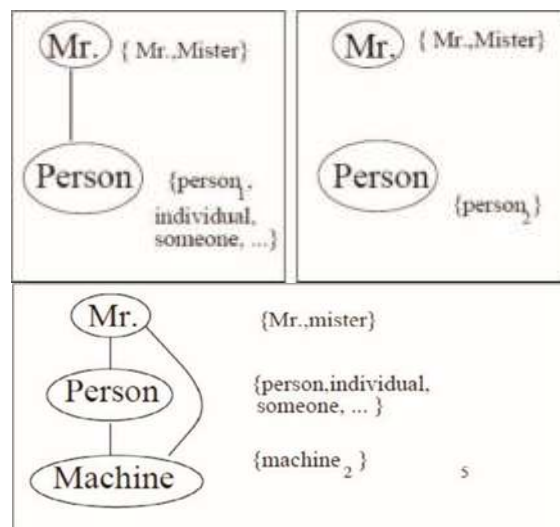 Mr. { Mr.,Mister}
Person {person1,
individual,
someone, ...}
Mr. { Mr.,Mister}
Person
{person2}
Mr. {Mr.,mister}
Person {person,individual,
someone, ... }
Machine {machine2}
5